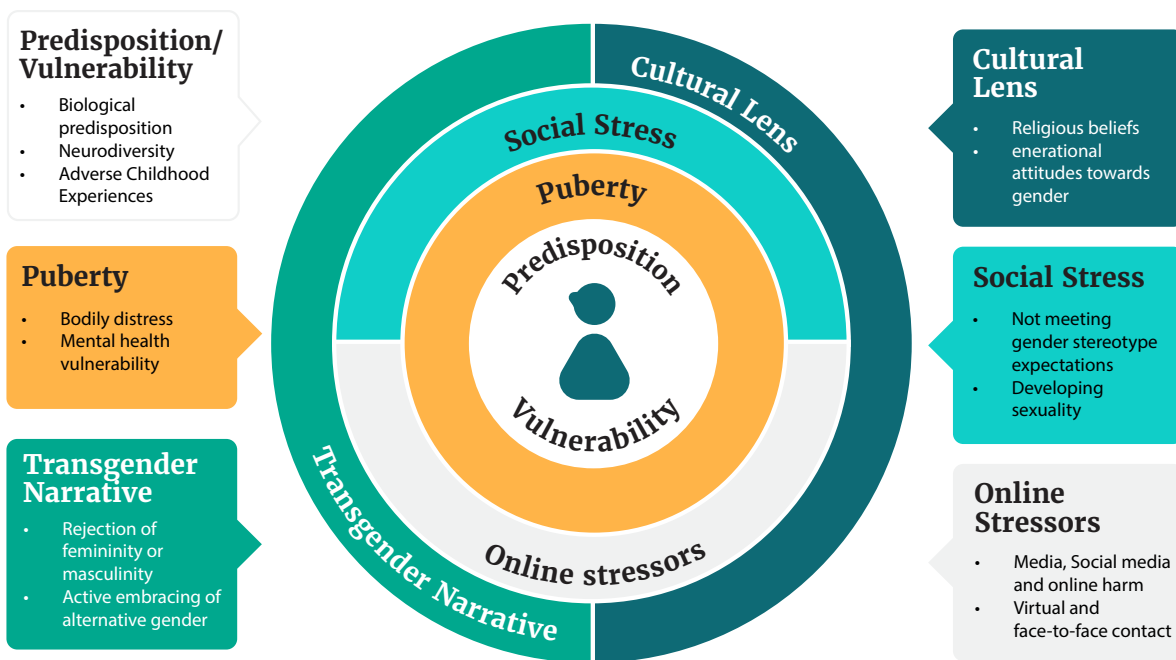 Predisposition/
Vulnerability
• Biological
predisposition
• Neurodiversity
• Adverse Childhood
Experiences
Puberty
• Bodily distress
• Mental health
vulnerability
Transgender
Narrative
• Rejection of
femininity or
masculinity
• Active embracing of
alternative gender
Cultural Lens
Social Stress
Puberty
Predisposition
Vulnerability
Online stressors
Transgender Narrative
Cultural
Lens
• Religious beliefs
• enerational
attitudes towards
gender
Social Stress
• Not meeting
gender stereotype
expectations
• Developing
sexuality
Online
Stressors
• Media, Social media
and online harm
• Virtual and
face-to-face contact